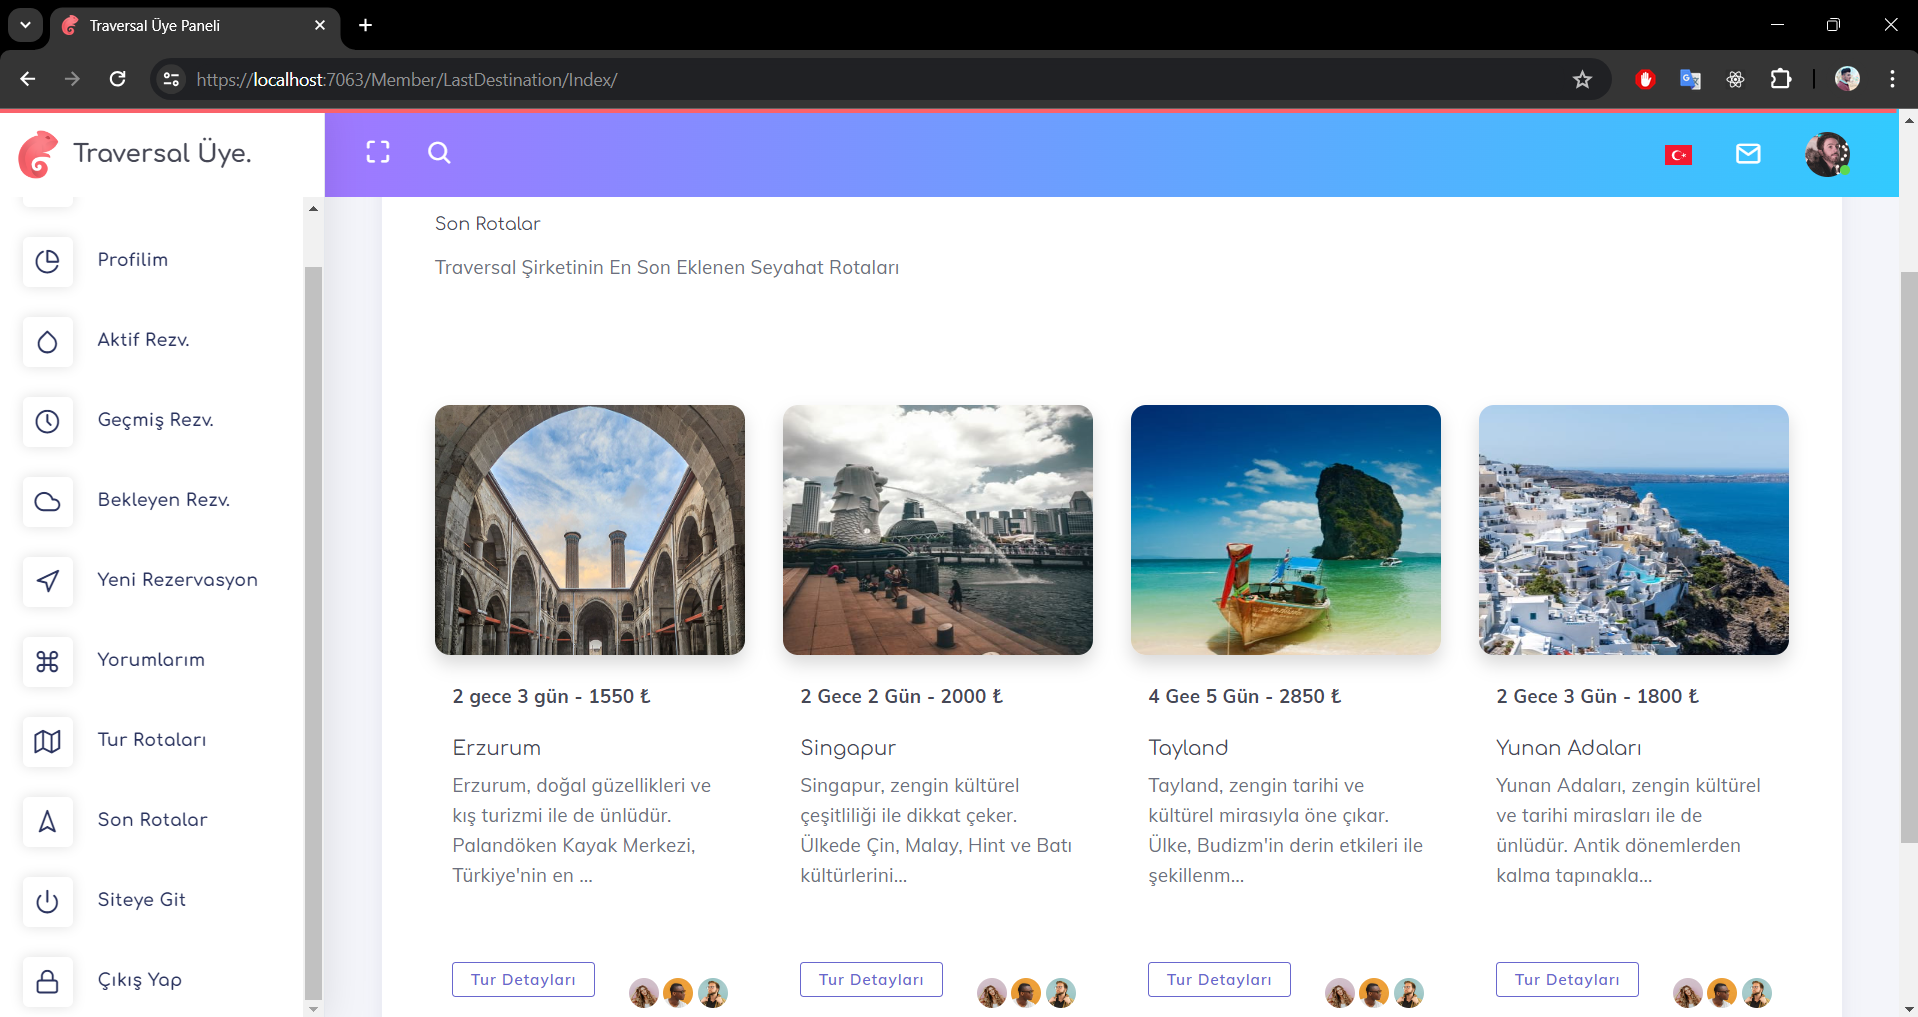 Traversal Üye Paneli
https://localhost:7063/Member/LastDestination/Index/
Traversal Üye.
Profilim
Aktif Rezv.
Geçmiş Rezv.
Bekleyen Rezv.
Yeni Rezervasyon
Yorumlarım
Tur Rotaları
Son Rotalar
Siteye Git
Çıkış Yap
Son Rotalar
Traversal Şirketinin En Son Eklenen Seyahat Rotaları
2 gece 3 gün - 1550 ₺
Erzurum
Erzurum, doğal güzellikleri ve
kış turizmi ile de ünlüdür.
Palandöken Kayak Merkezi,
Türkiye'nin en ...
Tur Detayları
2 Gece 2 Gün - 2000 ₺
Singapur
Singapur, zengin kültürel
çeşitliliği ile dikkat çeker.
Ülkede Çin, Malay, Hint ve Batı
kültürlerini...
Tur Detayları
4 Gee 5 Gün - 2850 ₺
Tayland
Tayland, zengin tarihi ve
kültürel mirasıyla öne çıkar.
Ülke, Budizm'in derin etkileri ile
şekillenm...
Tur Detayları
2 Gece 3 Gün - 1800 ₺
Yunan Adaları
Yunan Adaları, zengin kültürel
ve tarihi mirasları ile de
ünlüdür. Antik dönemlerden
kalma tapınakla...
Tur Detayları